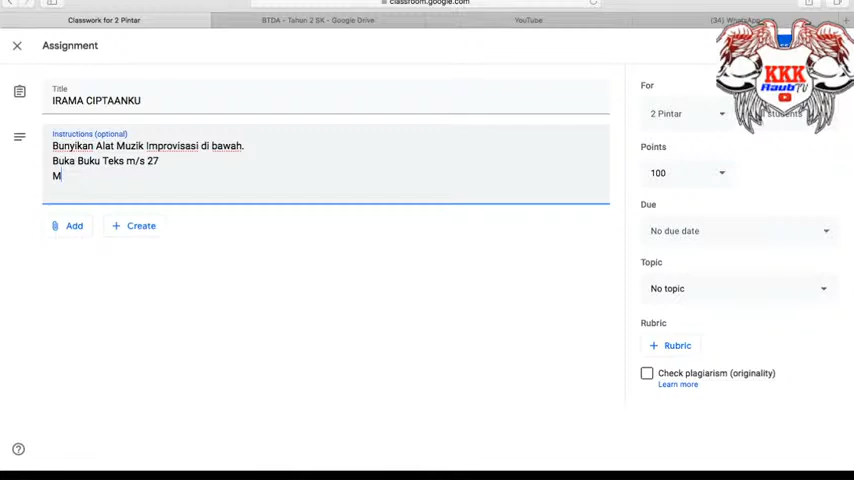 classroom.google.com
Classwork for 2 Pintar
BTDA - Tahun 2 SK - Google Drive
YouTube
(34) WhatsApp
Assignment
KKK
RaubTV
Title
IRAMA CIPTAANKU
Instructions (optional)
Bunyikan Alat Muzik Improvisasi di bawah.
Buka Buku Teks m/s 27
M
Add
Create
For
2 Pintar
students
Points
100
Due
No due date
Topic
No topic
Rubric
+ Rubric
Check plagiarism (originality)
Learn more